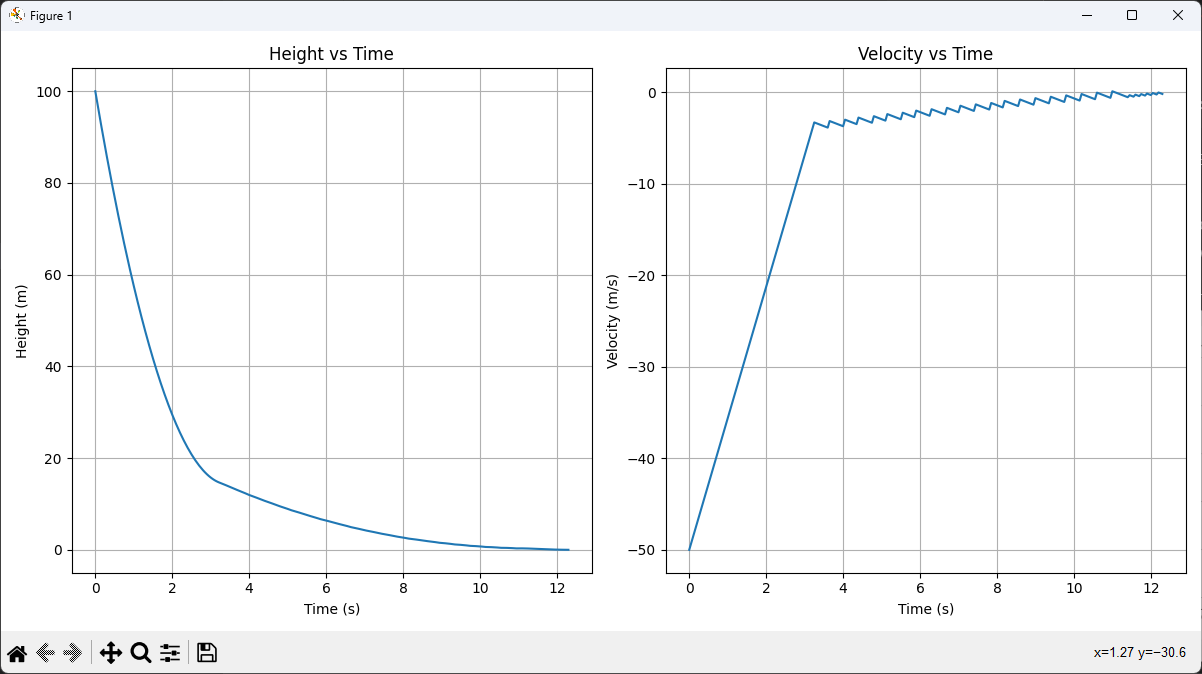 Figure 1
Height vs Time
100
80
60
40
20
0
Height (m)
0 2 4 6 8 10 12
Time (s)
Velocity vs Time
0
−10
−20
−30
−40
−50
Velocity (m/s)
0 2 4 6 8 10 12
Time (s)
x=1.27 y=−30.6